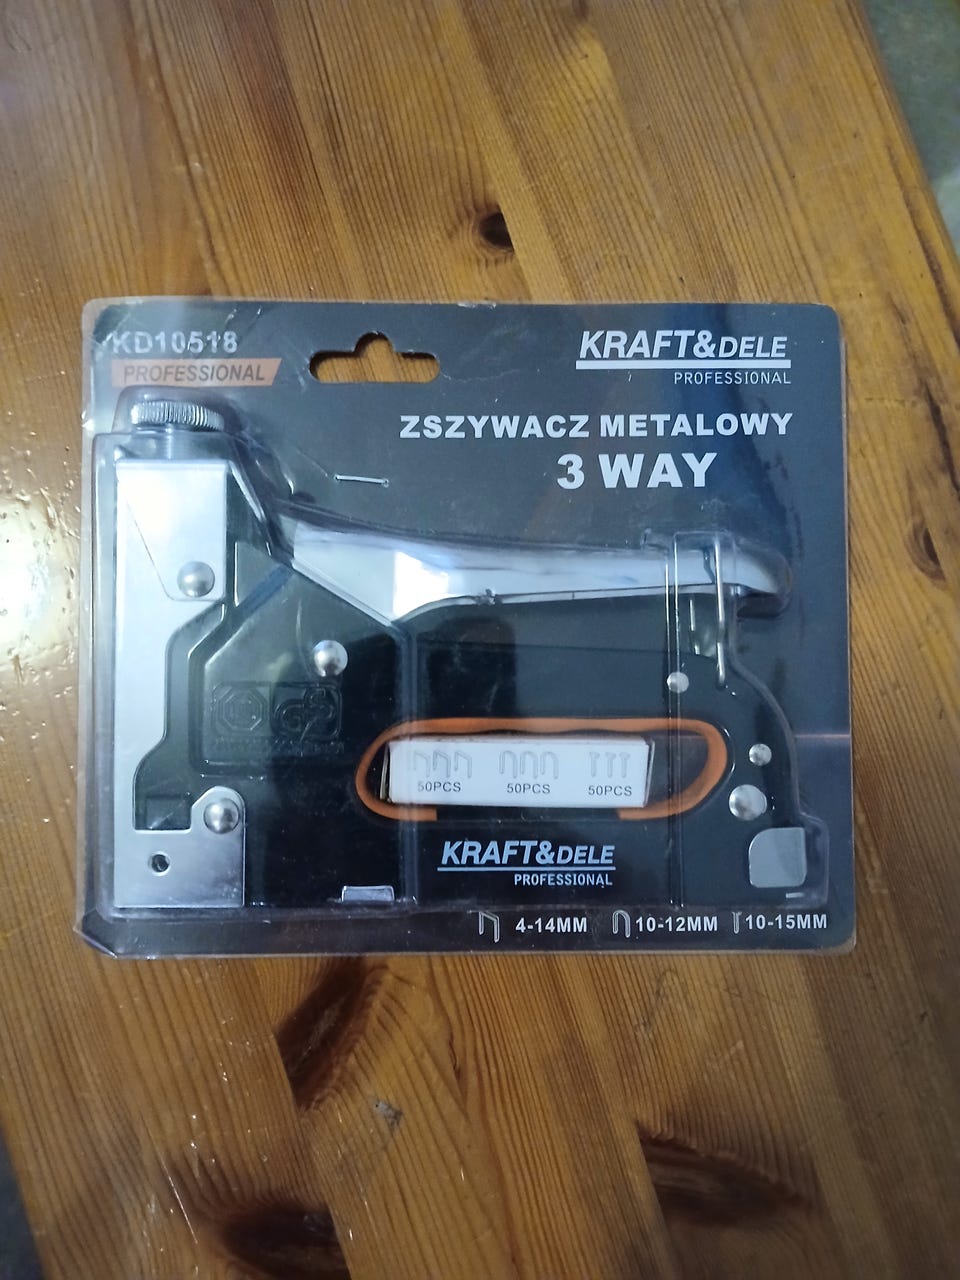 KD10518
PROFESSIONAL
KRAFT&DELE
PROFESSIONAL
ZSZYWACZ METALOWY
3 WAY
GS
50PCS 50PCS 50PCS
KRAFT&DELE
PROFESSIONAL
4-14MM 10-12MM 10-15MM